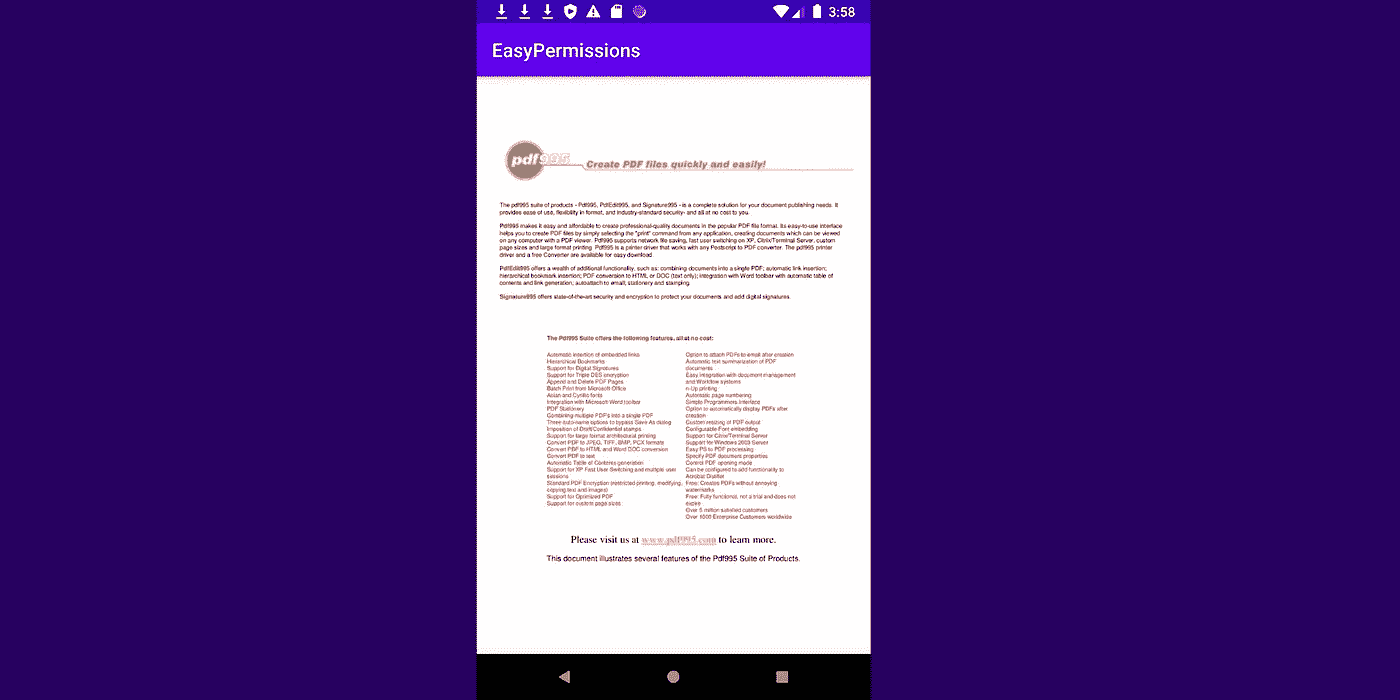 3:58
EasyPermissions
pdf995
Create PDF files quickly and easily!
The pdf995 suite of products - Pdf995, PdfEdit995, and Signature995 - is a complete solution for your document publishing needs. It
provides ease of use, flexibility in format, and industry-standard security- and all at no cost to you.
Pdf995 makes it easy and affordable to create professional-quality documents in the popular PDF file format. Its easy-to-use interface
helps you to create PDF files by simply selecting the "print" command from any application, creating documents which can be viewed
on any computer with a PDF viewer. Pdf995 supports network file saving, fast user switching on XP, Citrix/Terminal Server, custom
page sizes and large format printing. Pdf995 is a printer driver that works with any Postscript to PDF converter. The pdf995 printer
driver and a free Converter are available for easy download.
PdfEdit995 offers a wealth of additional functionality, such as: combining documents into a single PDF; automatic link insertion;
hierarchical bookmark insertion; PDF conversion to HTML or DOC (text only); integration with Word toolbar with automatic table of
contents and link generation; autoattach to email; stationery and stamping.
Signature995 offers state-of-the-art security and encryption to protect your documents and add digital signatures.
The Pdf995 Suite offers the following features, all at no cost:
Automatic insertion of embedded links
Hierarchical Bookmarks
Support for Digital Signatures
Support for Triple DES encryption
Append and Delete PDF Pages
Batch Print from Microsoft Office
Asian and Cyrillic fonts
Integration with Microsoft Word toolbar
PDF Stationery
Combining multiple PDF's into a single PDF
Three auto-name options to bypass Save As dialog
Imposition of Draft/Confidential stamps
Support for large format architectural printing
Convert PDF to JPEG, TIFF, BMP, PCX formats
Convert PDF to HTML and Word DOC conversion
Convert PDF to text
Automatic Table of Contents generation
Support for XP Fast User Switching and multiple user
sessions
Standard PDF Encryption (restricted printing, modifying,
copying text and images)
Support for Optimized PDF
Support for custom page sizes
Option to attach PDFs to email after creation
Automatic text summarization of PDF
documents
Easy integration with document management
and Workflow systems
n-Up printing
Automatic page numbering
Simple Programmers Interface
Option to automatically display PDFs after
creation
Custom resizing of PDF output
Configurable Font embedding
Support for Citrix/Terminal Server
Support for Windows 2003 Server
Easy PS to PDF processing
Specify PDF document properties
Control PDF opening mode
Can be configured to add functionality to
Acrobat Distiller
Free: Creates PDFs without annoying
watermarks
Free: Fully functional, not a trial and does not
expire
Over 5 million satisfied customers
Over 1000 Enterprise Customers worldwide
Please visit us at www.pdf995.com to learn more.
This document illustrates several features of the Pdf995 Suite of Products.